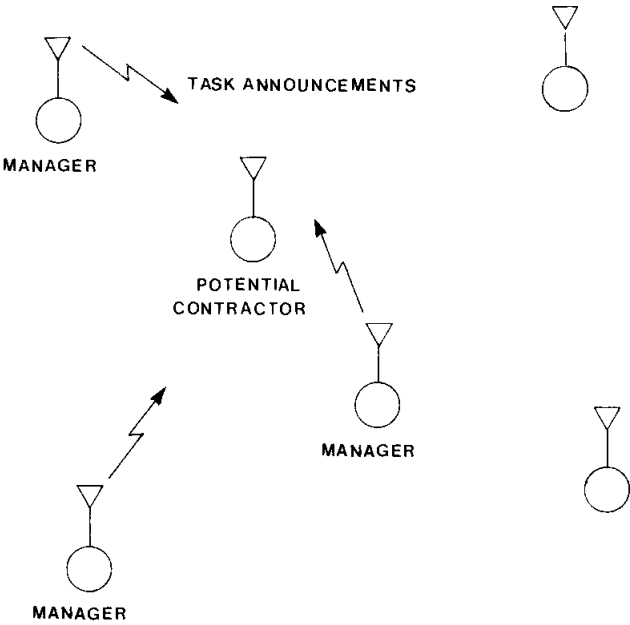 TASK ANNOUNCEMENTS
MANAGER
POTENTIAL
CONTRACTOR
MANAGER
MANAGER